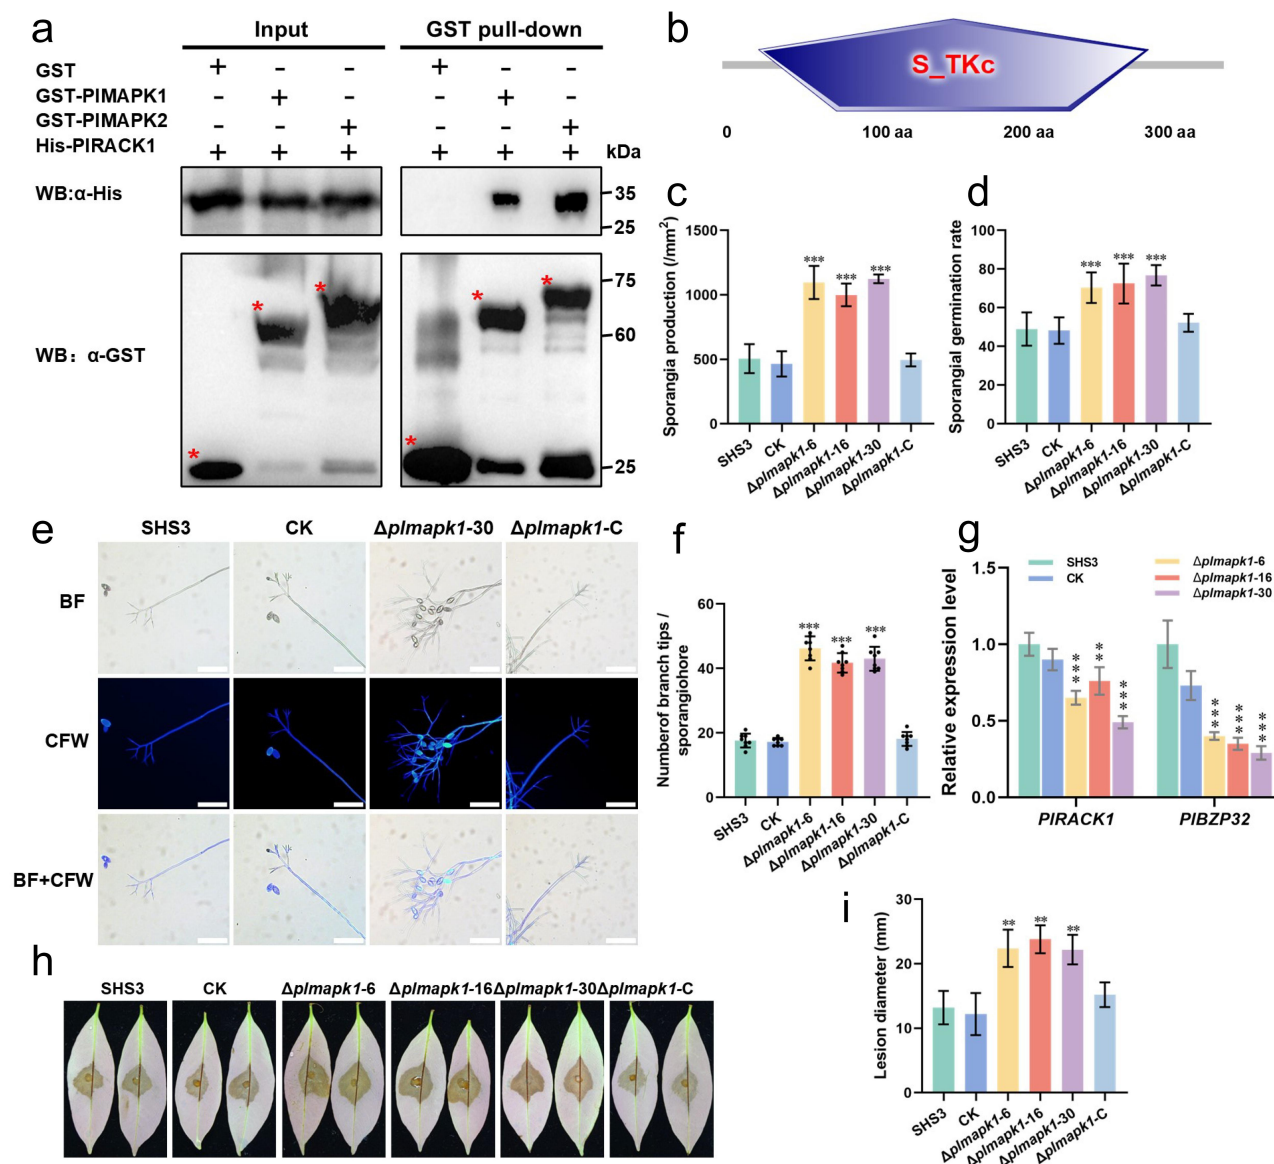 a
Input
GST pull-down
GST + - - + - -
GST-PlMAPK1 - + - - + -
GST-PlMAPK2 - - + - - +
His-PlRACK1 + + + + + + kDa
WB:α-His
35
25
WB: α-GST
75
60
25
* * * * * *
b
S_TKc
0 100 aa 200 aa 300 aa
c
Sporangia production (/mm²)
1500
1000
500
0
*** *** ***
SHS3 CK Δplmapk1-6 Δplmapk1-16 Δplmapk1-30 Δplmapk1-C
d
Sporangial germination rate
100
80
60
40
20
0
*** *** ***
SHS3 CK Δplmapk1-6 Δplmapk1-16 Δplmapk1-30 Δplmapk1-C
e
SHS3 CK Δplmapk1-30 Δplmapk1-C
BF
CFW
BF+CFW
f
Numberof branch tips /
sporangiohore
60
40
20
0
*** *** ***
SHS3 CK Δplmapk1-6 Δplmapk1-16 Δplmapk1-30 Δplmapk1-C
g
Relative expression level
1.5
1.0
0.5
0.0
SHS3
CK
Δplmapk1-6
Δplmapk1-16
Δplmapk1-30
*** ** *** *** *** ***
PlRACK1 PlBZP32
h
SHS3 CK Δplmapk1-6 Δplmapk1-16 Δplmapk1-30 Δplmapk1-C
i
Lesion diameter (mm)
30
20
10
0
** ** **
SHS3 CK Δplmapk1-6 Δplmapk1-16 Δplmapk1-30 Δplmapk1-C